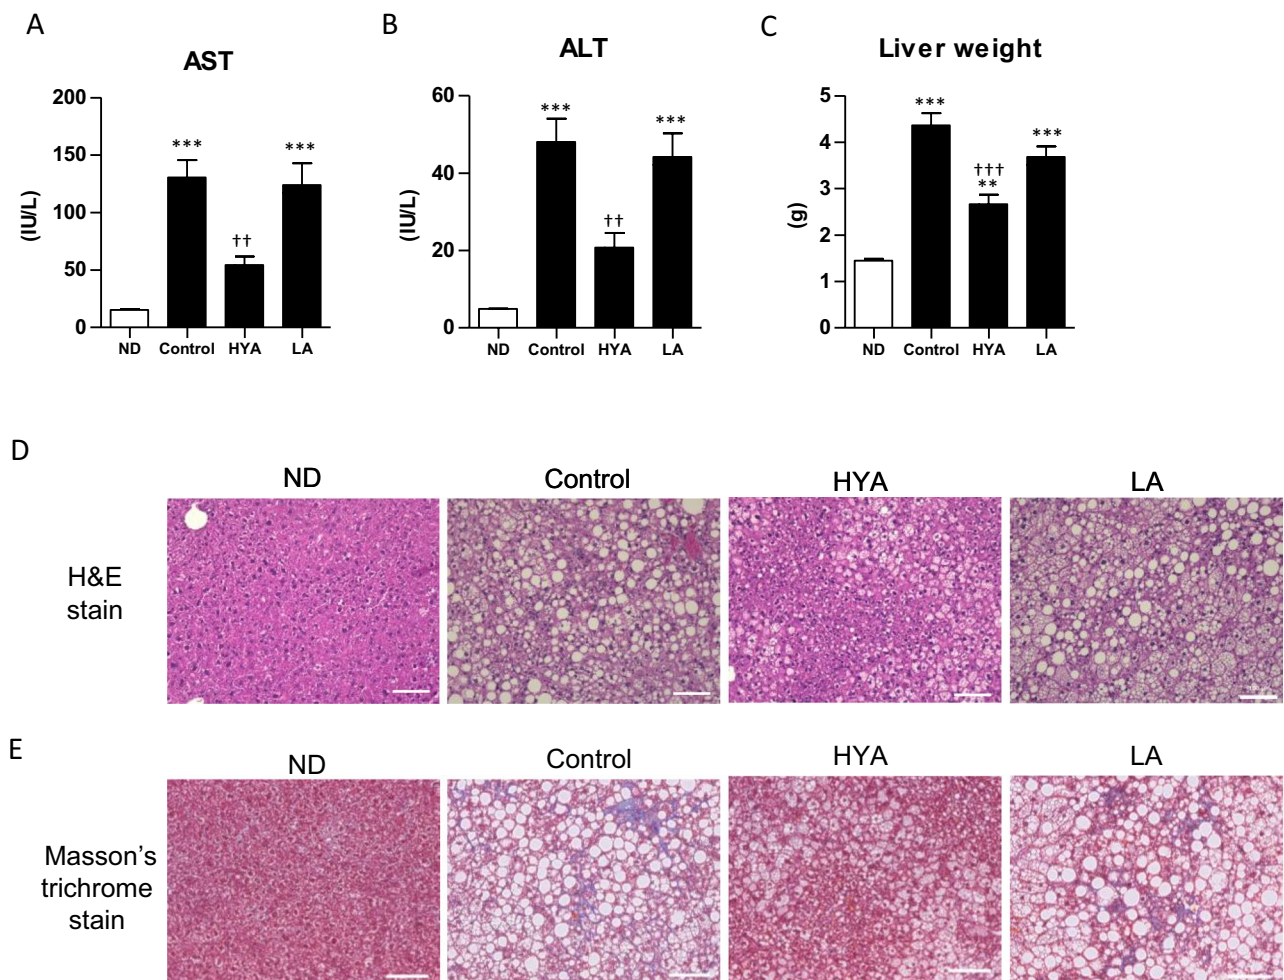 A
B
C
AST
ALT
Liver weight
200
150
100
50
0
(IU/L)
***
††
***
ND Control HYA LA
60
40
20
0
(IU/L)
***
††
***
ND Control HYA LA
5
4
3
2
1
0
(g)
***
†††
**
***
ND Control HYA LA
D
ND Control HYA LA
H&E
stain
E
ND Control HYA LA
Masson’s
trichrome
stain